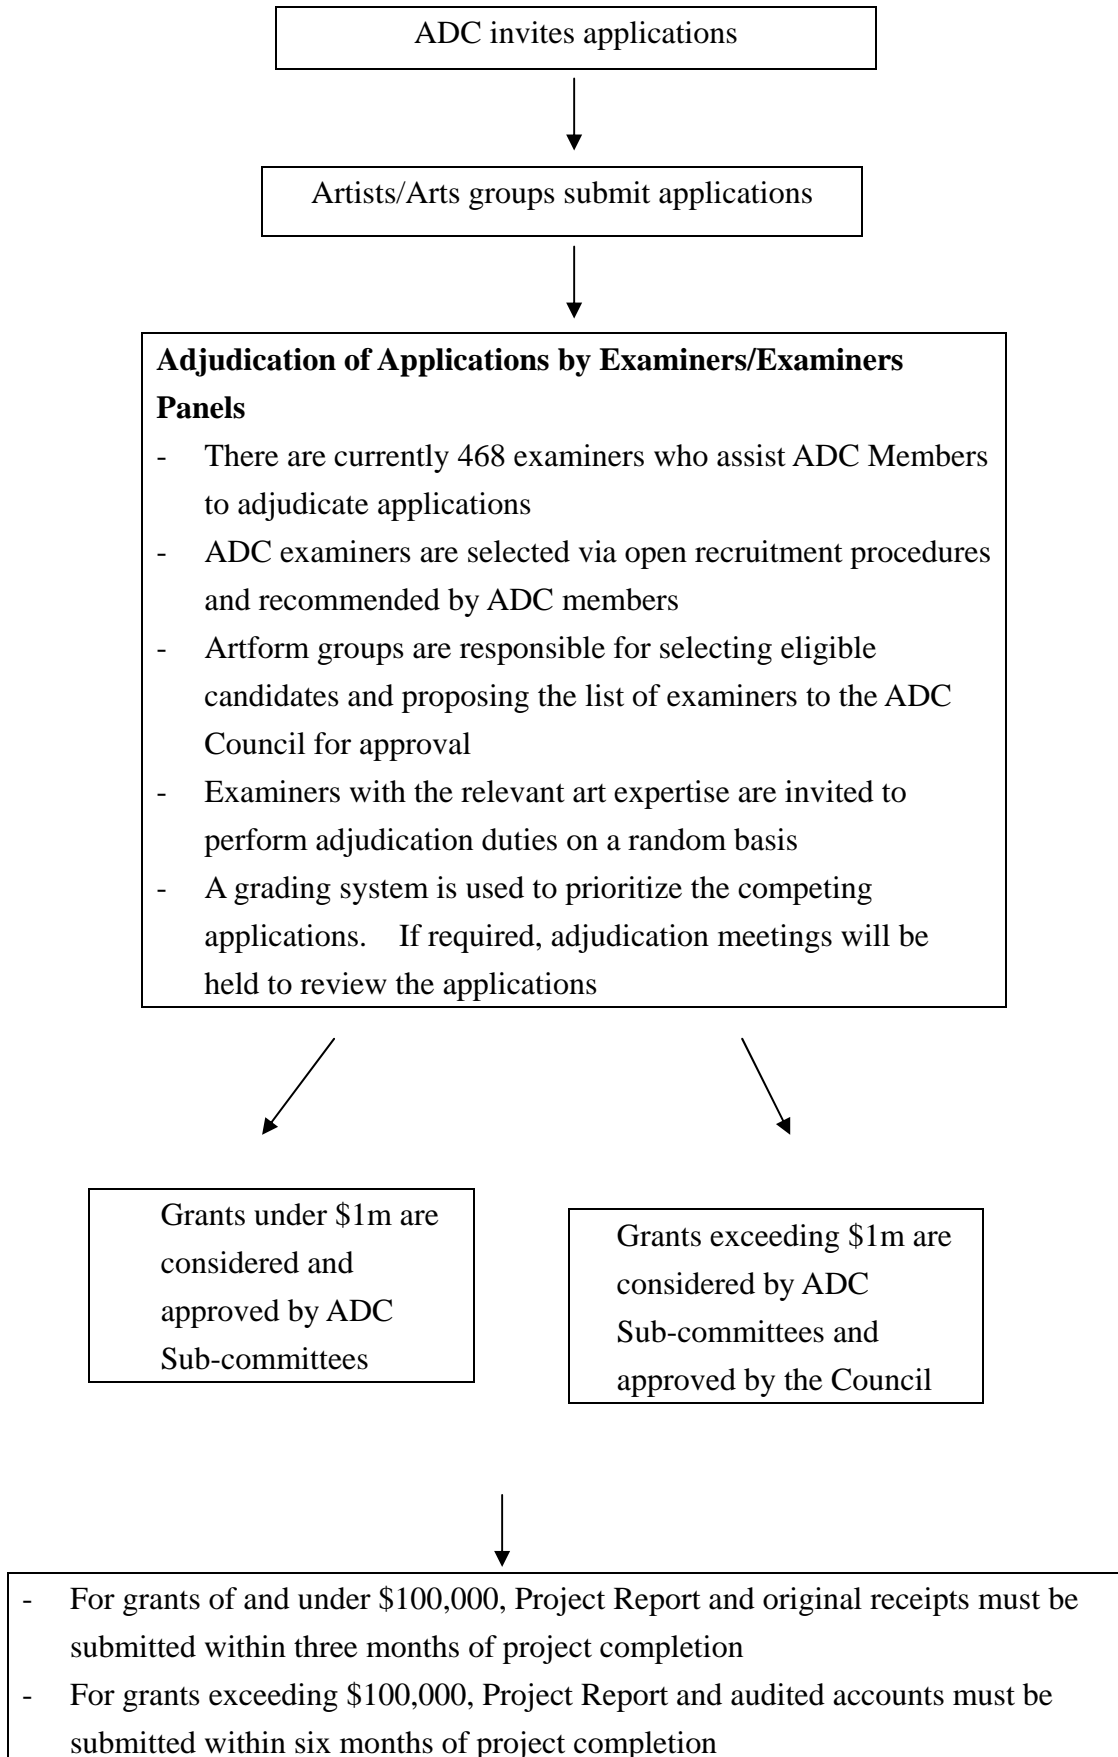 ADC invites applications
Artists/Arts groups submit applications
Adjudication of Applications by Examiners/Examiners
Panels
- There are currently 468 examiners who assist ADC Members
to adjudicate applications
- ADC examiners are selected via open recruitment procedures
and recommended by ADC members
- Artform groups are responsible for selecting eligible
candidates and proposing the list of examiners to the ADC
Council for approval
- Examiners with the relevant art expertise are invited to
perform adjudication duties on a random basis
- A grading system is used to prioritize the competing
applications. If required, adjudication meetings will be
held to review the applications
Grants under $1m are
considered and
approved by ADC
Sub-committees
Grants exceeding $1m are
considered by ADC
Sub-committees and
approved by the Council
- For grants of and under $100,000, Project Report and original receipts must be
submitted within three months of project completion
- For grants exceeding $100,000, Project Report and audited accounts must be
submitted within six months of project completion